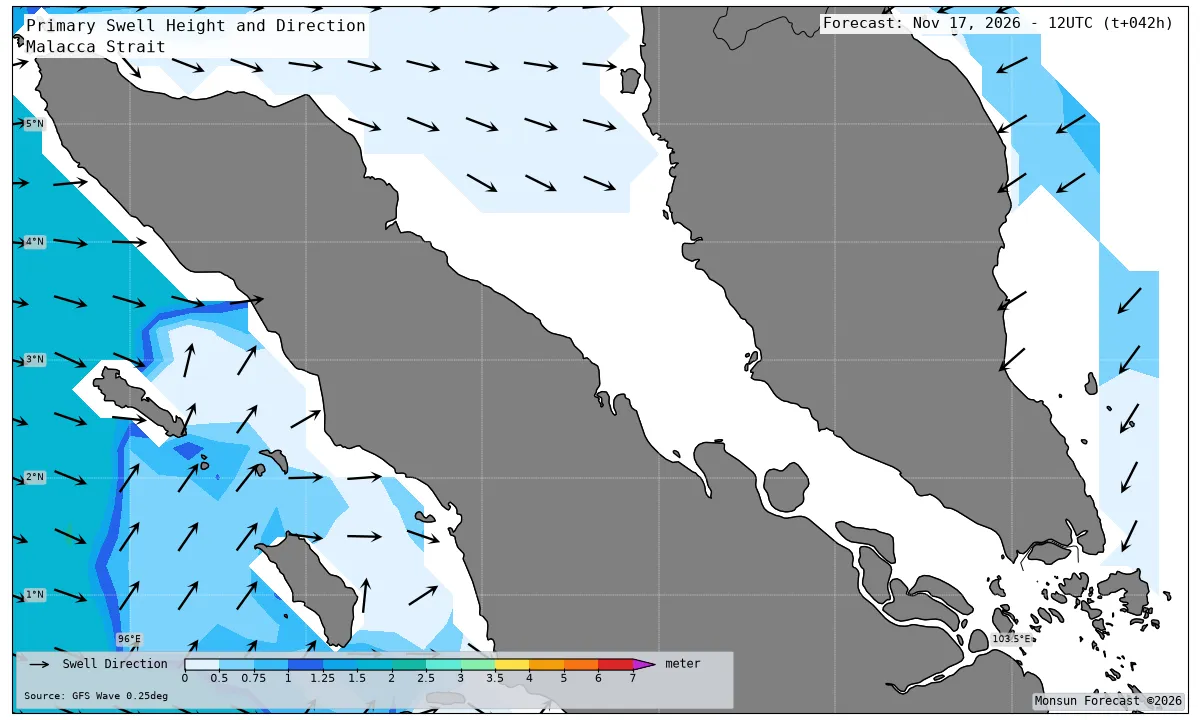 Primary Swell Height and Direction
Malacca Strait
Forecast: Nov 17, 2026 - 12UTC (t+042h)
5°N
4°N
3°N
2°N
1°N
96°E
103.5°E
Swell Direction
meter
0 0.5 0.75 1 1.25 1.5 2 2.5 3 3.5 4 5 6 7
Source: GFS Wave 0.25deg
Monsun Forecast ©2026